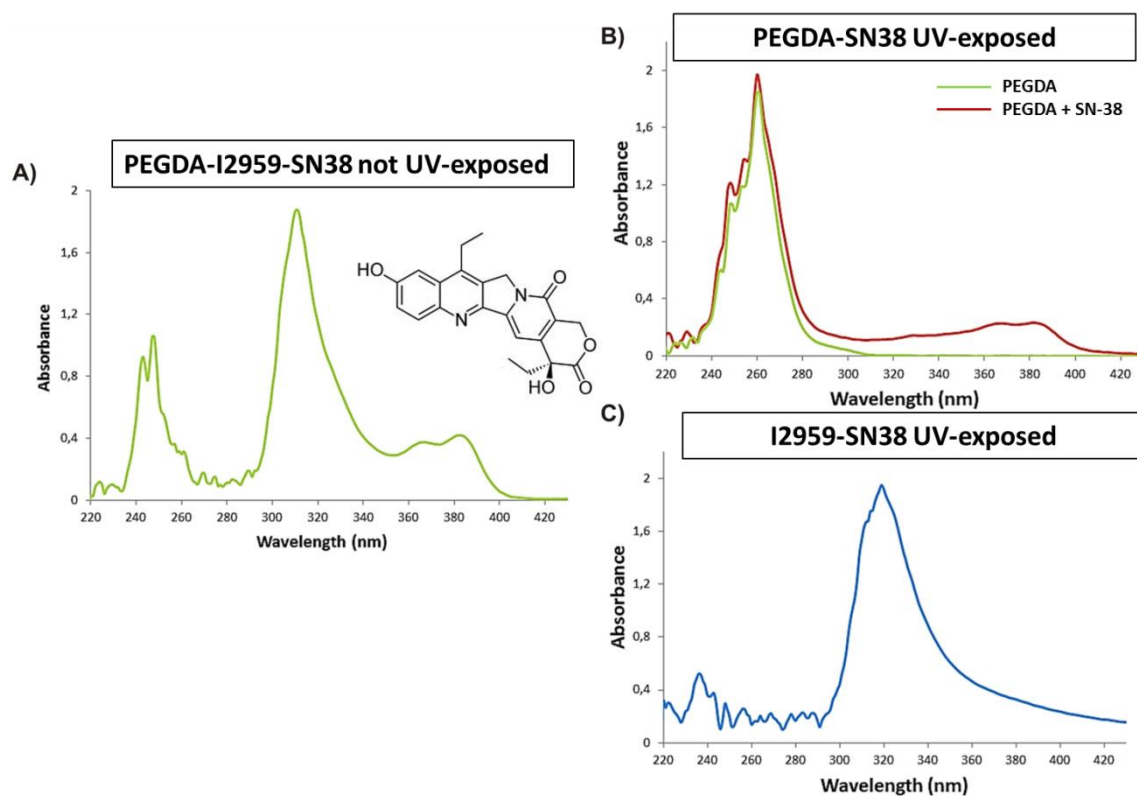 A)
PEGDA-I2959-SN38 not UV-exposed
Absorbance
2
1,6
1,2
0,8
0,4
0
220 240 260 280 300 320 340 360 380 400 420
Wavelength (nm)
HO
N
N
O
O
HO
O
B)
PEGDA-SN38 UV-exposed
PEGDA
PEGDA + SN-38
Absorbance
2
1,6
1,2
0,8
0,4
0
220 240 260 280 300 320 340 360 380 400 420
Wavelength (nm)
C)
I2959-SN38 UV-exposed
Absorbance
2
1,6
1,2
0,8
0,4
0
220 240 260 280 300 320 340 360 380 400 420
Wavelength (nm)